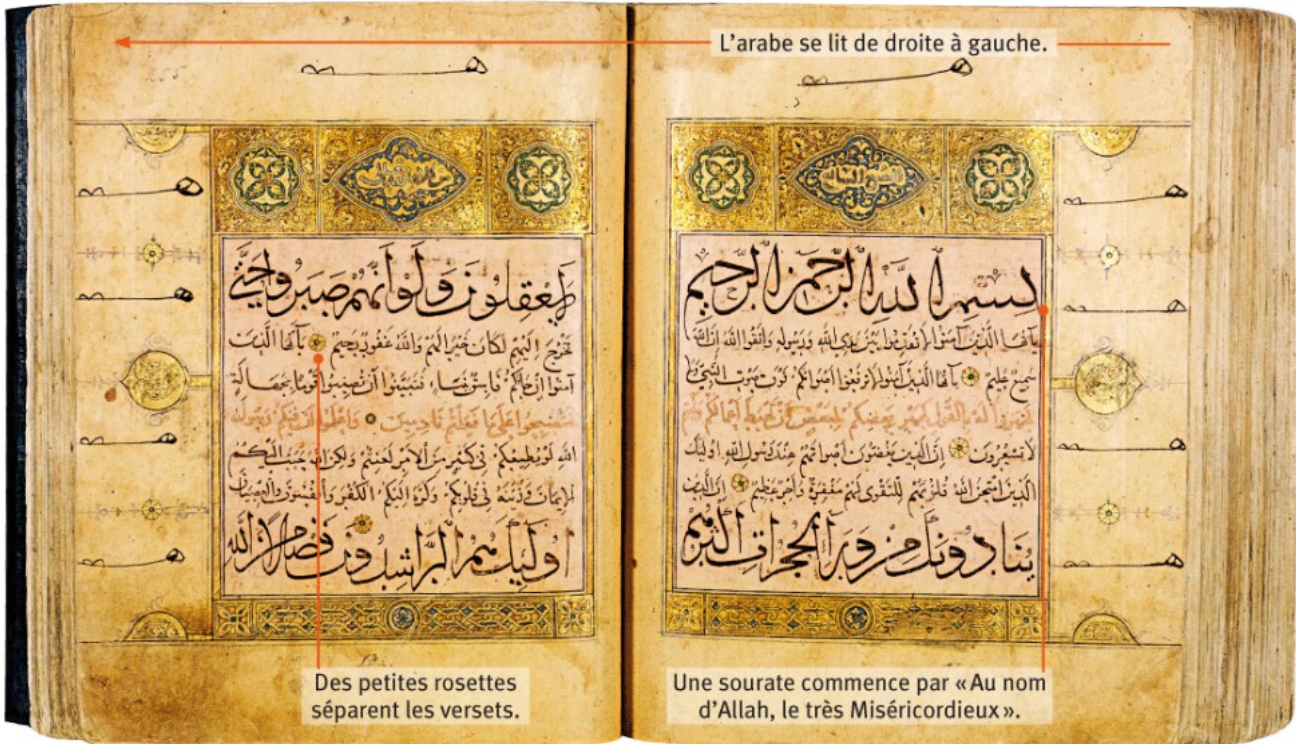 L'arabe se lit de droite à gauche.
بسم الله الرحمن الرحيم
يا أيها الذين آمنوا لا تقدموا بين يدي الله ورسوله واتقوا الله إن الله
سميع عليم يا أيها الذين آمنوا لا ترفعوا أصواتكم فوق صوت النبي ولا
تجهروا له بالقول كجهر بعضكم لبعض أن تحبط أعمالكم وأنتم
لا تشعرون إن الذين يغضون أصواتهم عند رسول الله أولئك
الذين امتحن الله قلوبهم للتقوى لهم مغفرة وأجر عظيم إن الذين
ينادونك من وراء الحجرات أكثرهم
لا يعقلون ولو أنهم صبروا حتى
تخرج إليهم لكان خيرا لهم والله غفور رحيم يا أيها الذين
آمنوا إن جاءكم فاسق بنبإ فتبينوا أن تصيبوا قوما بجهالة
فتصبحوا على ما فعلتم نادمين واعلموا أن فيكم رسول
الله لو يطيعكم في كثير من الأمر لعنتم ولكن الله حبب إليكم
الإيمان وزينه في قلوبكم وكره إليكم الكفر والفسوق والعصيان
أولئك هم الراشدون فضلا من الله
Des petites rosettes
séparent les versets.
Une sourate commence par « Au nom
d'Allah, le très Miséricordieux ».